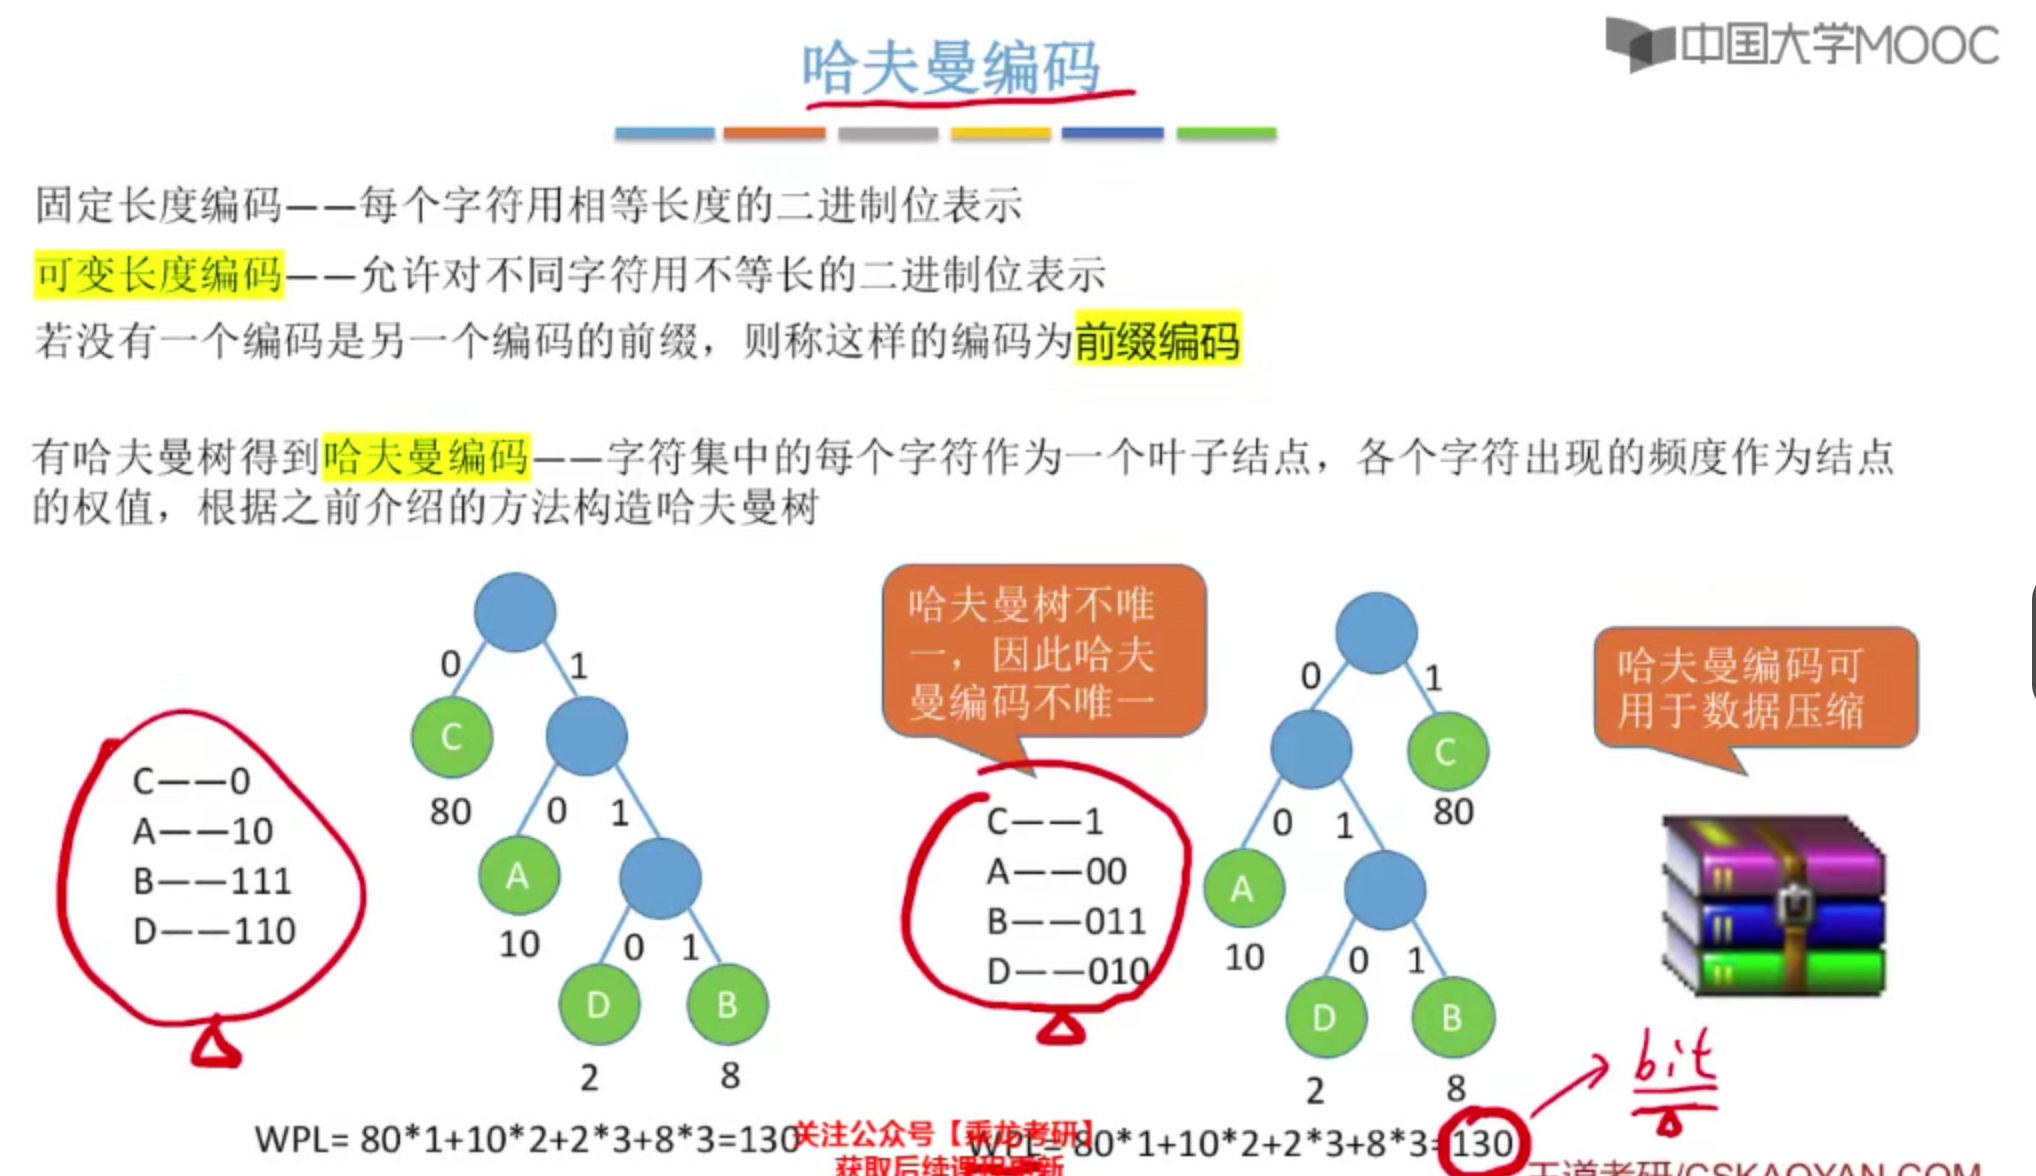 中国大学MOOC
哈夫曼编码
固定长度编码——每个字符用相等长度的二进制位表示
可变长度编码——允许对不同字符用不等长的二进制位表示
若没有一个编码是另一个编码的前缀，则称这样的编码为前缀编码
有哈夫曼树得到哈夫曼编码——字符集中的每个字符作为一个叶子结点，各个字符出现的频度作为结点
的权值，根据之前介绍的方法构造哈夫曼树
C——0
A——10
B——111
D——110
0 1
C
80
0 1
A
10
0 1
D B
2 8
WPL= 80*1+10*2+2*3+8*3=130
哈夫曼树不唯
一，因此哈夫
曼编码不唯一
C——1
A——00
B——011
D——010
0 1
C
80
0 1
A
10
0 1
D B
2 8
WPL= 80*1+10*2+2*3+8*3=130
bit
哈夫曼编码可
用于数据压缩
关注公众号【乘龙考研】
获取后续课程更新
王道考研/CSKAOYAN.COM